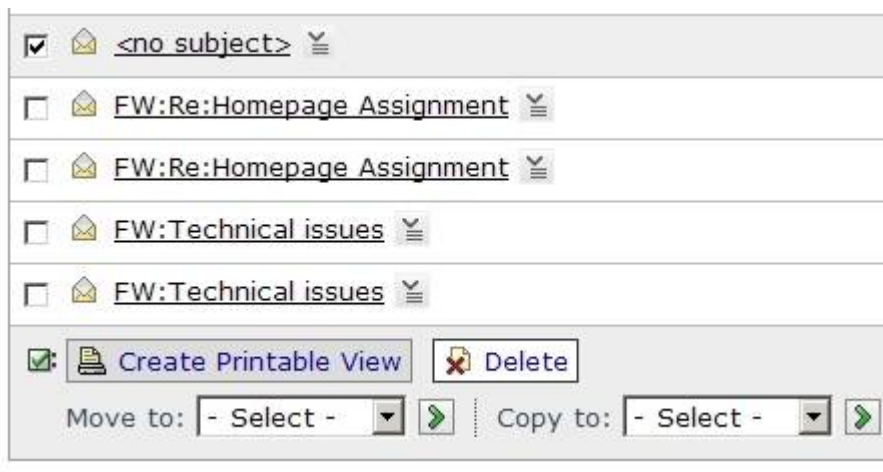 <no subject>
FW:Re:Homepage Assignment
FW:Re:Homepage Assignment
FW:Technical issues
FW:Technical issues
: Create Printable View Delete
Move to: - Select - Copy to: - Select -